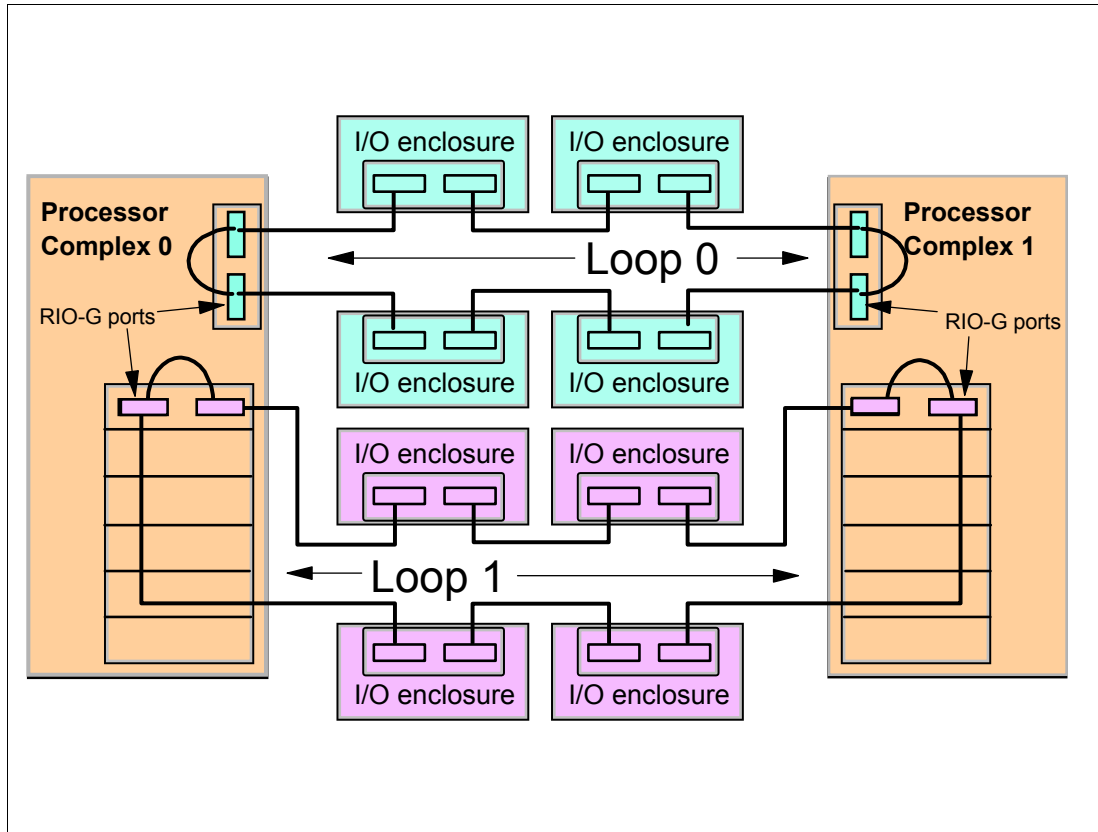 I/O enclosure
I/O enclosure
Processor
Complex 0
Processor
Complex 1
Loop 0
RIO-G ports
RIO-G ports
I/O enclosure
I/O enclosure
I/O enclosure
I/O enclosure
Loop 1
I/O enclosure
I/O enclosure